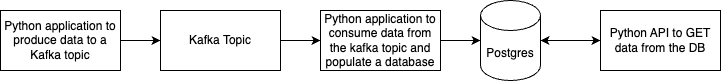 Python application to
produce data to a
Kafka topic
Kafka Topic
Python application to
consume data from
the kafka topic and
populate a database
Postgres
Python API to GET
data from the DB